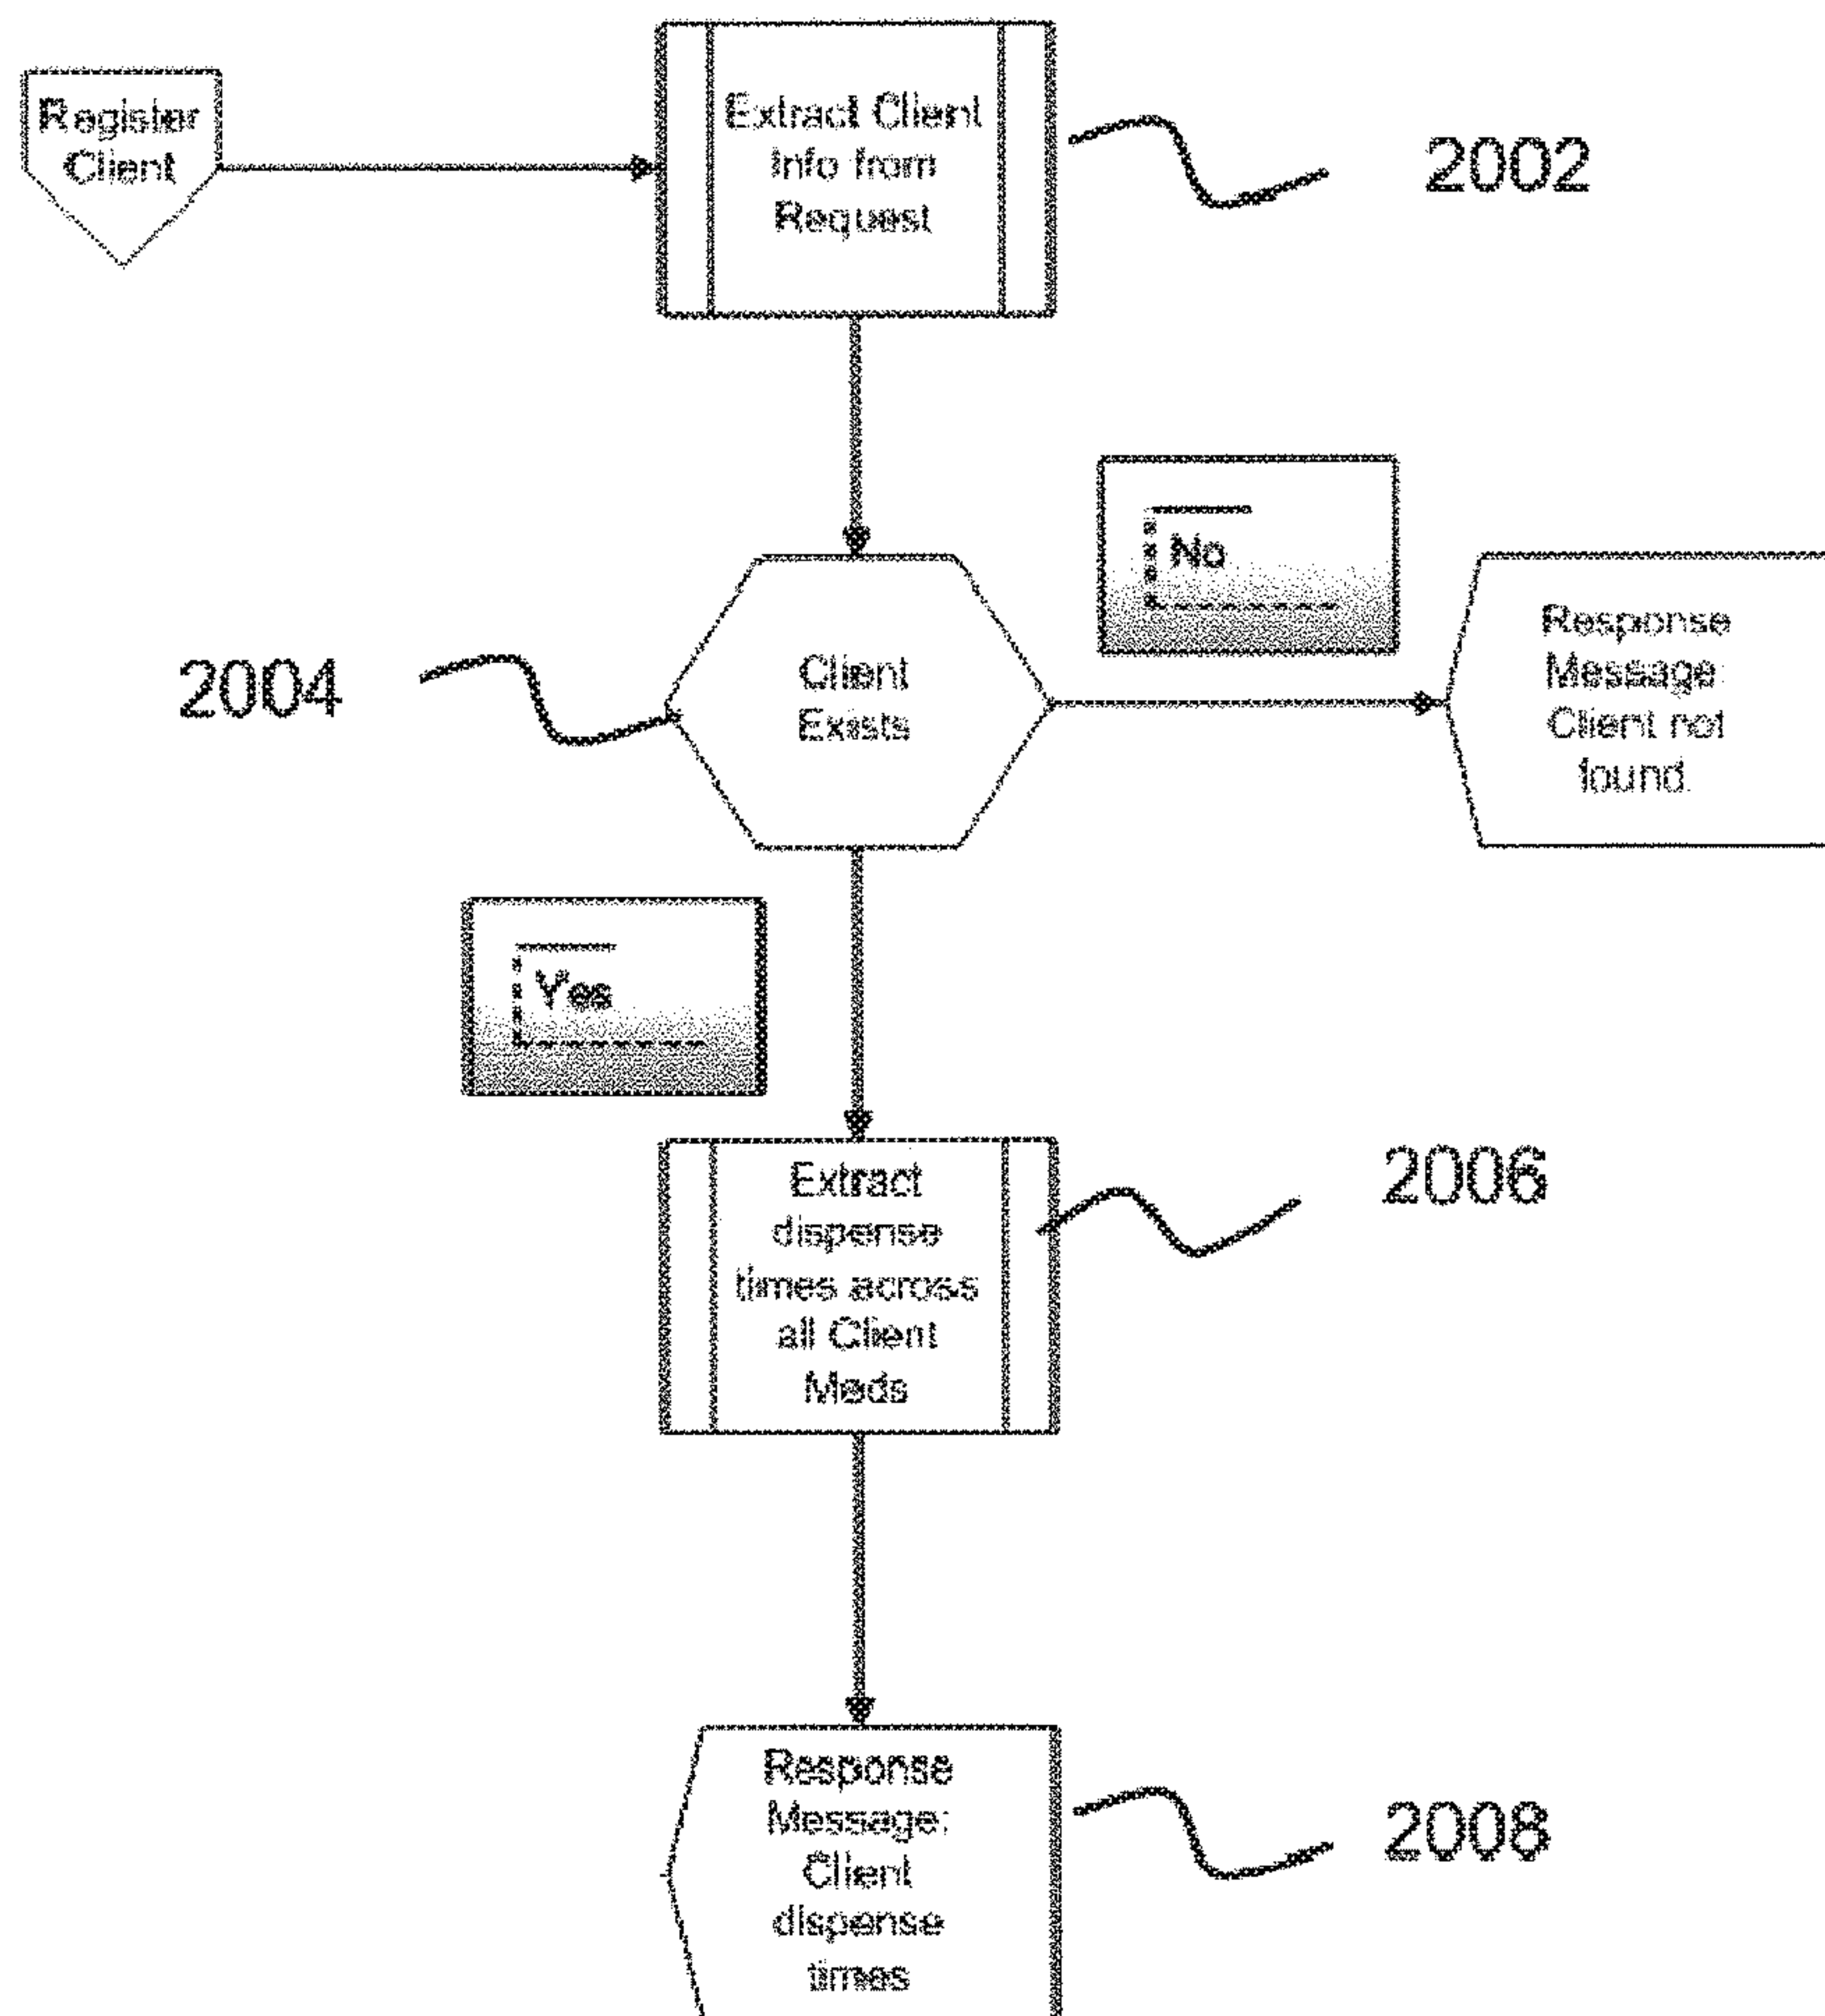 Register
Client
Extract Client
Info from
Request
2002
No
Client
Exists
2004
Response
Message:
Client not
found.
Yes
Extract
dispense
times across
all Client
Meds
2006
Response
Message:
Client
dispense
times
2008